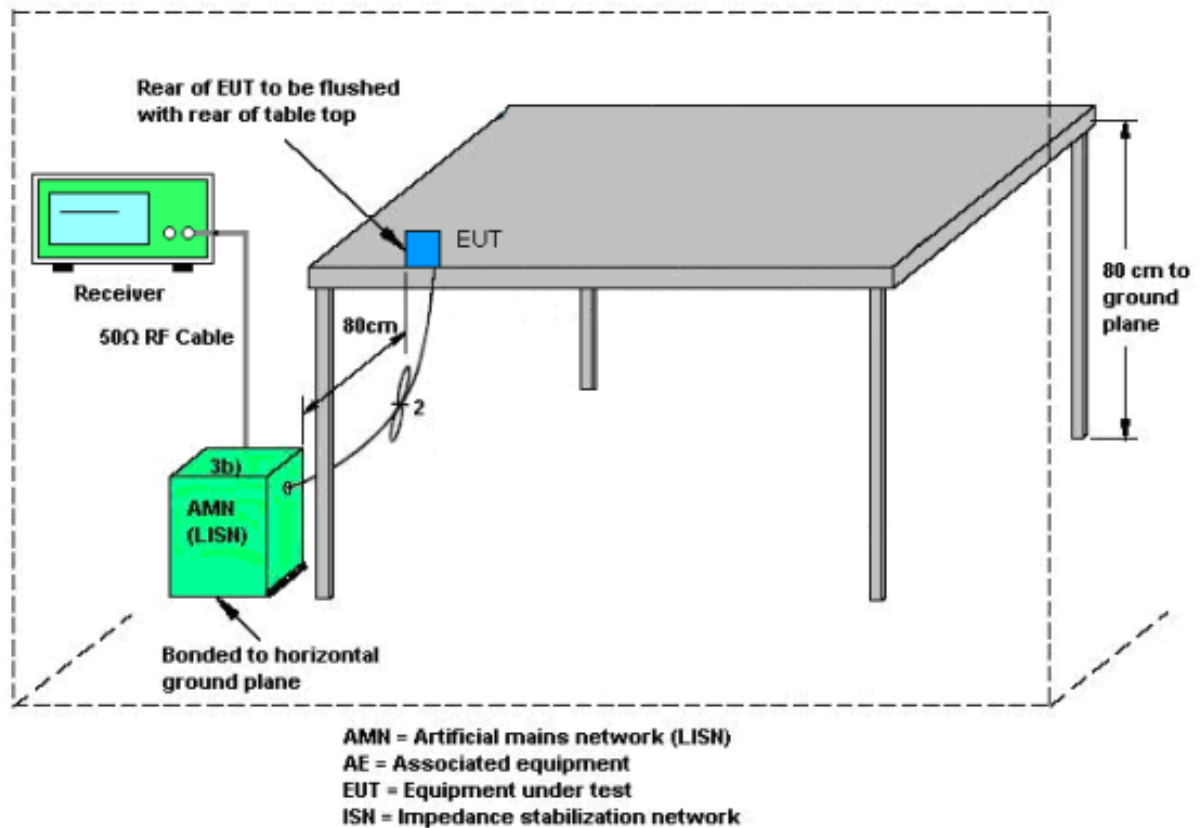 Rear of EUT to be flushed
with rear of table top
EUT
Receiver
50Ω RF Cable
80cm
2
80 cm to
ground
plane
3b)
AMN
(LISN)
Bonded to horizontal
ground plane
AMN = Artificial mains network (LISN)
AE = Associated equipment
EUT = Equipment under test
ISN = Impedance stabilization network